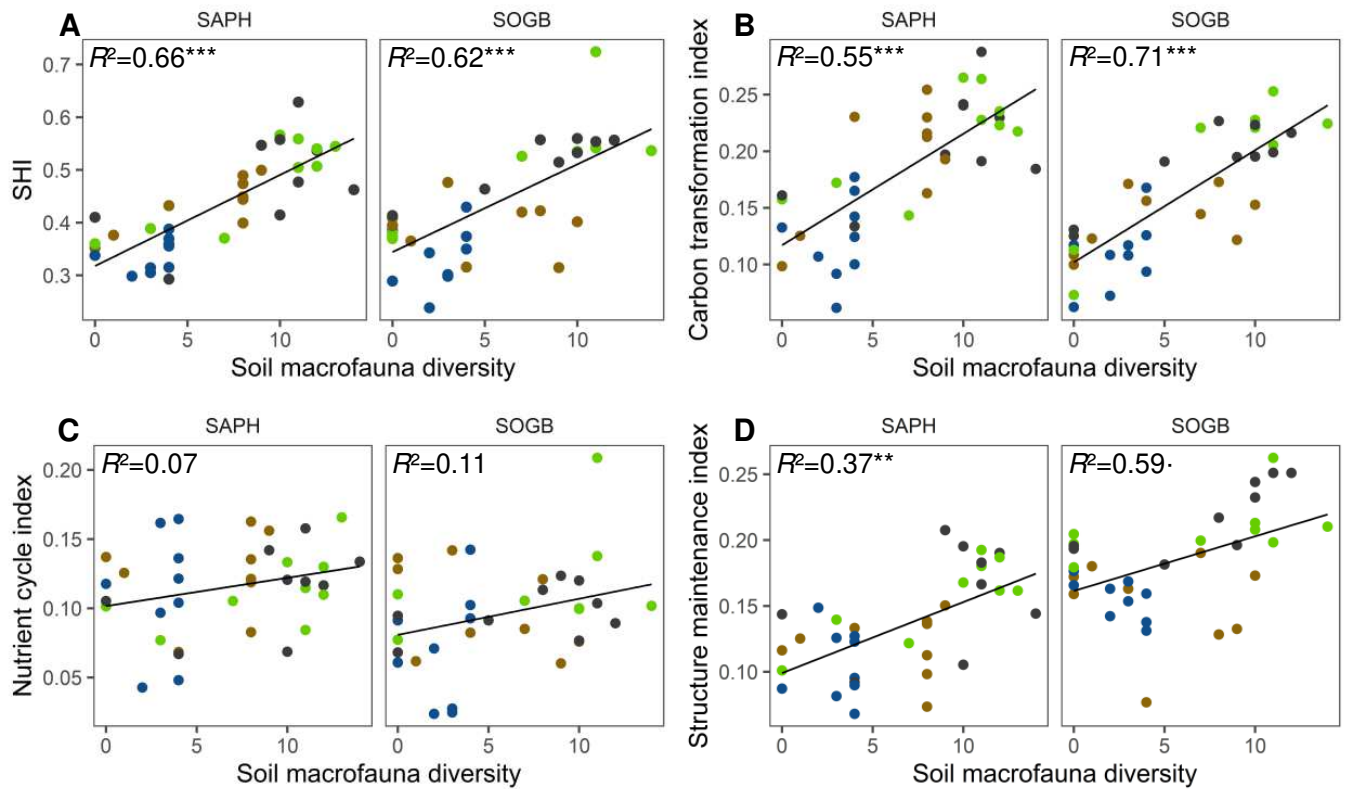 A
SAPH
SOGB
R²=0.66***
R²=0.62***
SHI
0.7
0.6
0.5
0.4
0.3
0
5
10
0
5
10
Soil macrofauna diversity
B
SAPH
SOGB
R²=0.55***
R²=0.71***
Carbon transformation index
0.25
0.20
0.15
0.10
0
5
10
0
5
10
Soil macrofauna diversity
C
SAPH
SOGB
R²=0.07
R²=0.11
Nutrient cycle index
0.20
0.15
0.10
0.05
0
5
10
0
5
10
Soil macrofauna diversity
D
SAPH
SOGB
R²=0.37**
R²=0.59·
Structure maintenance index
0.25
0.20
0.15
0.10
0
5
10
0
5
10
Soil macrofauna diversity